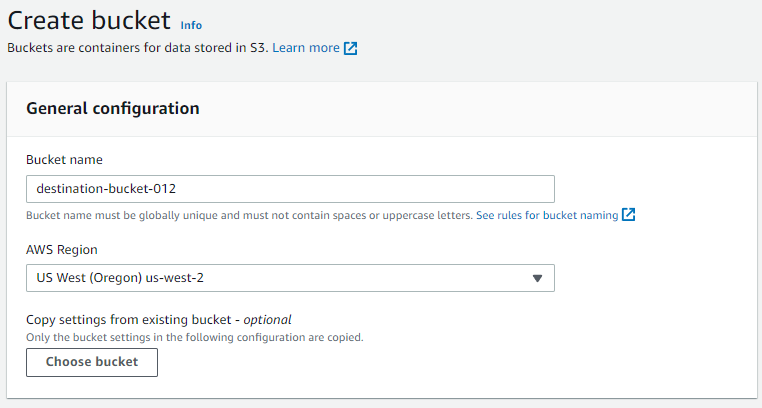 Create bucket Info
Buckets are containers for data stored in S3. Learn more
General configuration
Bucket name
destination-bucket-012
Bucket name must be globally unique and must not contain spaces or uppercase letters. See rules for bucket naming
AWS Region
US West (Oregon) us-west-2
Copy settings from existing bucket - optional
Only the bucket settings in the following configuration are copied.
Choose bucket